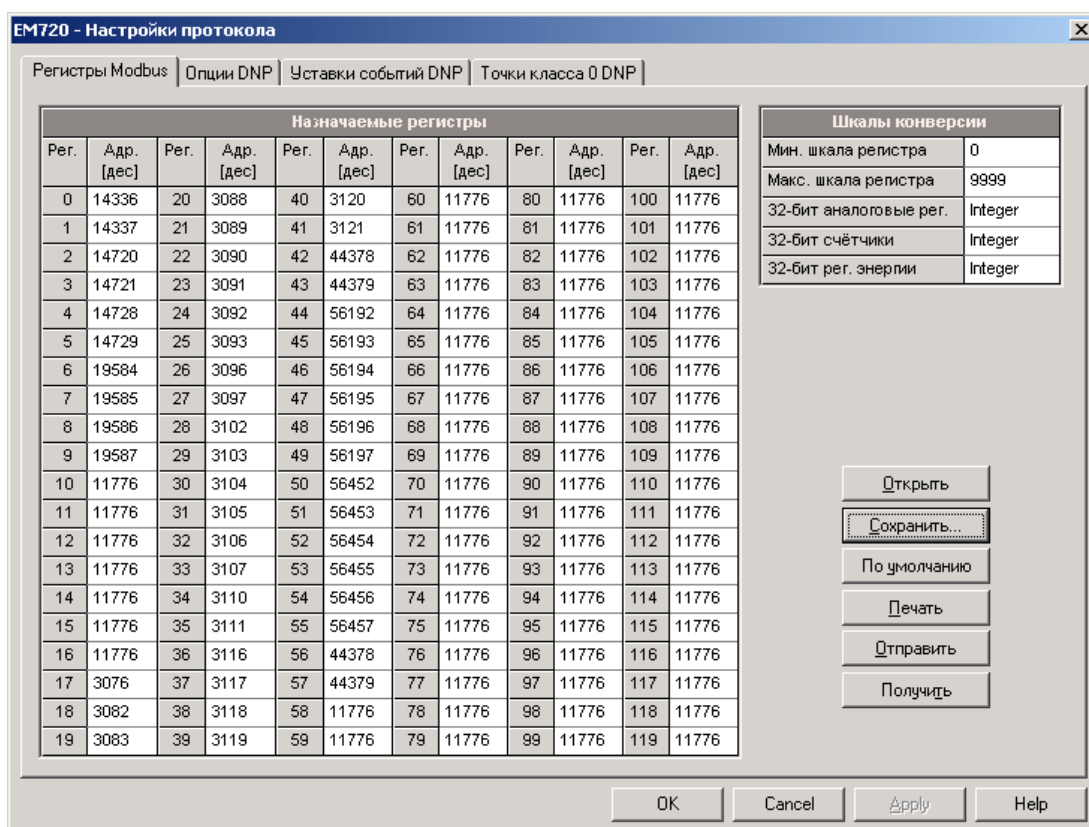 EM720 - Настройки протокола
Регистры Modbus Опции DNP Уставки событий DNP Точки класса 0 DNP
Назначаемые регистры Шкалы конверсии
Рег. Адр. [дес] Рег. Адр. [дес] Рег. Адр. [дес] Рег. Адр. [дес] Рег. Адр. [дес] Рег. Адр. [дес]
0 14336 20 3088 40 3120 60 11776 80 11776 100 11776
1 14337 21 3089 41 3121 61 11776 81 11776 101 11776
2 14720 22 3090 42 44378 62 11776 82 11776 102 11776
3 14721 23 3091 43 44379 63 11776 83 11776 103 11776
4 14728 24 3092 44 56192 64 11776 84 11776 104 11776
5 14729 25 3093 45 56193 65 11776 85 11776 105 11776
6 19584 26 3096 46 56194 66 11776 86 11776 106 11776
7 19585 27 3097 47 56195 67 11776 87 11776 107 11776
8 19586 28 3102 48 56196 68 11776 88 11776 108 11776
9 19587 29 3103 49 56197 69 11776 89 11776 109 11776
10 11776 30 3104 50 56452 70 11776 90 11776 110 11776
11 11776 31 3105 51 56453 71 11776 91 11776 111 11776
12 11776 32 3106 52 56454 72 11776 92 11776 112 11776
13 11776 33 3107 53 56455 73 11776 93 11776 113 11776
14 11776 34 3110 54 56456 74 11776 94 11776 114 11776
15 11776 35 3111 55 56457 75 11776 95 11776 115 11776
16 11776 36 3116 56 44378 76 11776 96 11776 116 11776
17 3076 37 3117 57 44379 77 11776 97 11776 117 11776
18 3082 38 3118 58 11776 78 11776 98 11776 118 11776
19 3083 39 3119 59 11776 79 11776 99 11776 119 11776
Мин. шкала регистра 0
Макс. шкала регистра 9999
32-бит аналоговые рег. Integer
32-бит счётчики Integer
32-бит рег. энергии Integer
Открыть
Сохранить...
По умолчанию
Печать
Отправить
Получить
OK Cancel Apply Help